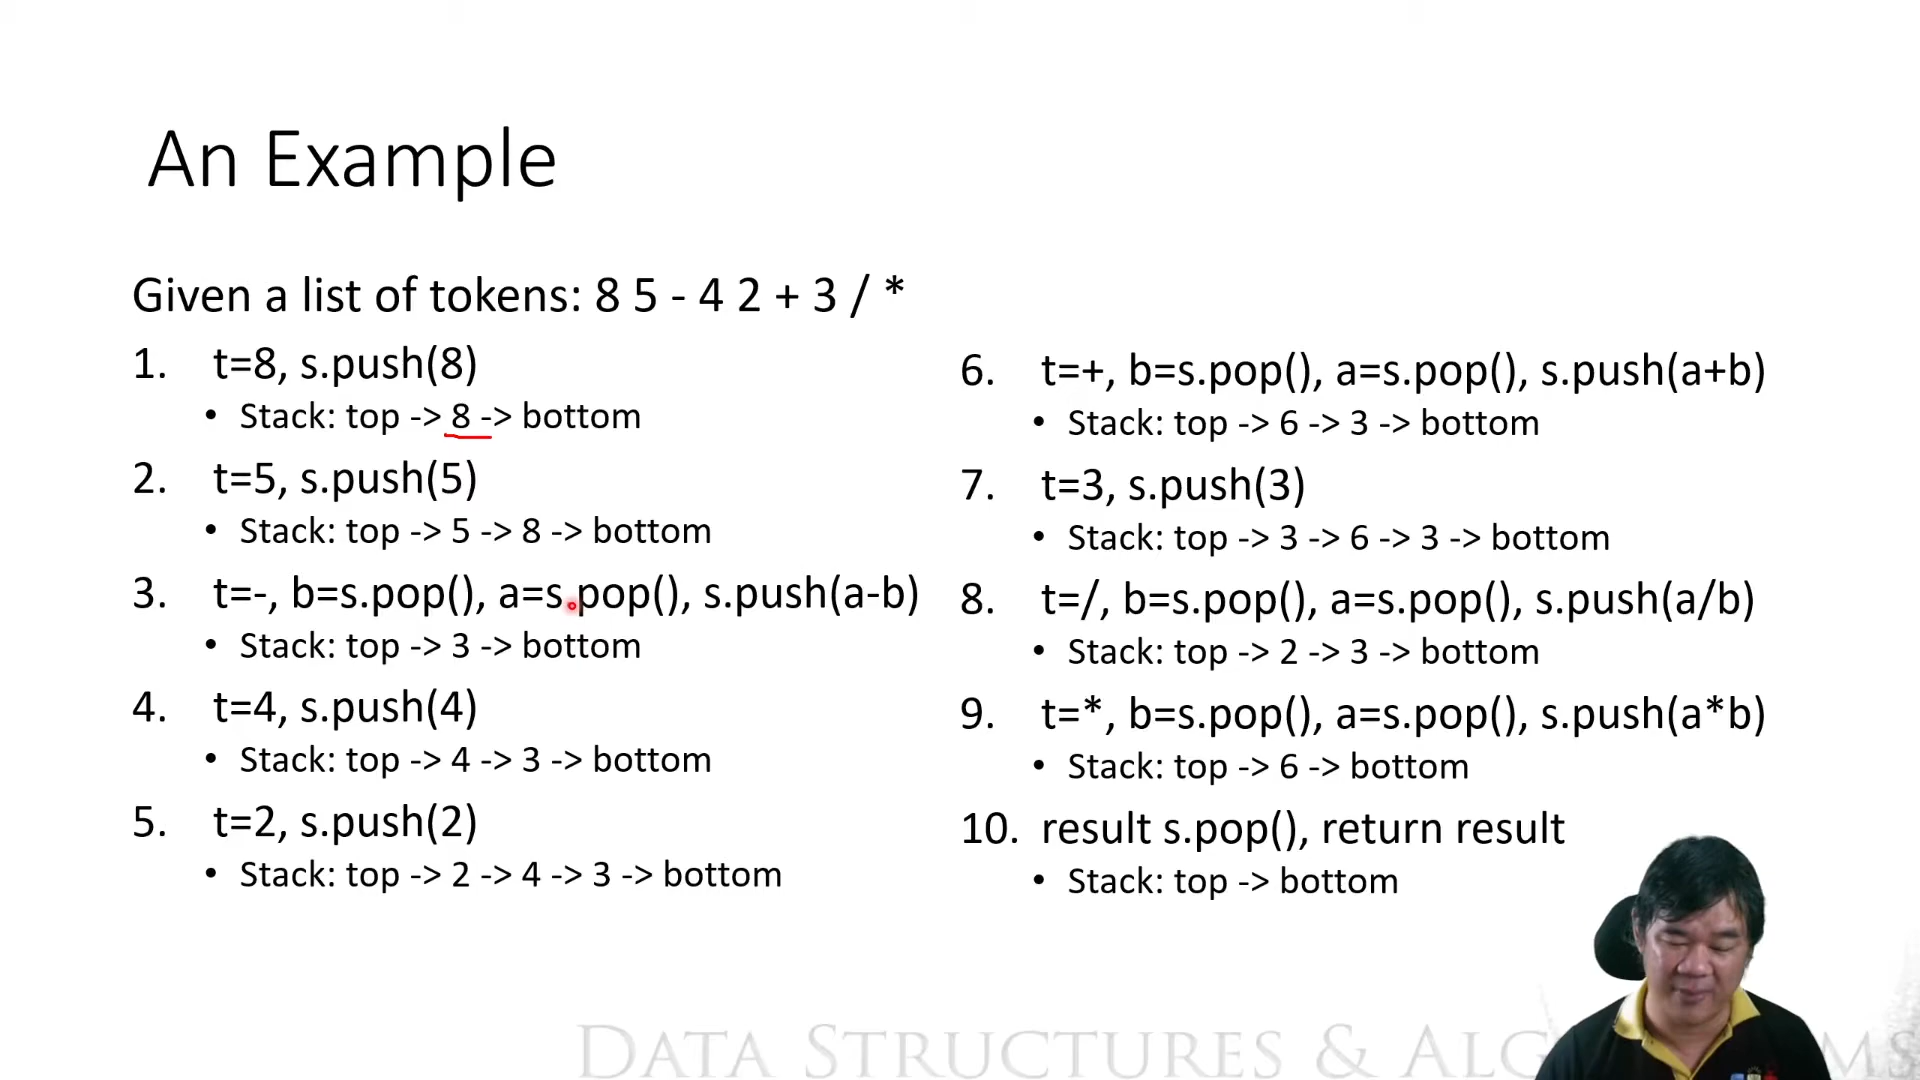 An Example
Given a list of tokens: 8 5 - 4 2 + 3 / *
1. t=8, s.push(8)
• Stack: top -> 8 -> bottom
2. t=5, s.push(5)
• Stack: top -> 5 -> 8 -> bottom
3. t=-, b=s.pop(), a=s.pop(), s.push(a-b)
• Stack: top -> 3 -> bottom
4. t=4, s.push(4)
• Stack: top -> 4 -> 3 -> bottom
5. t=2, s.push(2)
• Stack: top -> 2 -> 4 -> 3 -> bottom
6. t=+, b=s.pop(), a=s.pop(), s.push(a+b)
• Stack: top -> 6 -> 3 -> bottom
7. t=3, s.push(3)
• Stack: top -> 3 -> 6 -> 3 -> bottom
8. t=/, b=s.pop(), a=s.pop(), s.push(a/b)
• Stack: top -> 2 -> 3 -> bottom
9. t=*, b=s.pop(), a=s.pop(), s.push(a*b)
• Stack: top -> 6 -> bottom
10. result s.pop(), return result
• Stack: top -> bottom
DATA STRUCTURES &